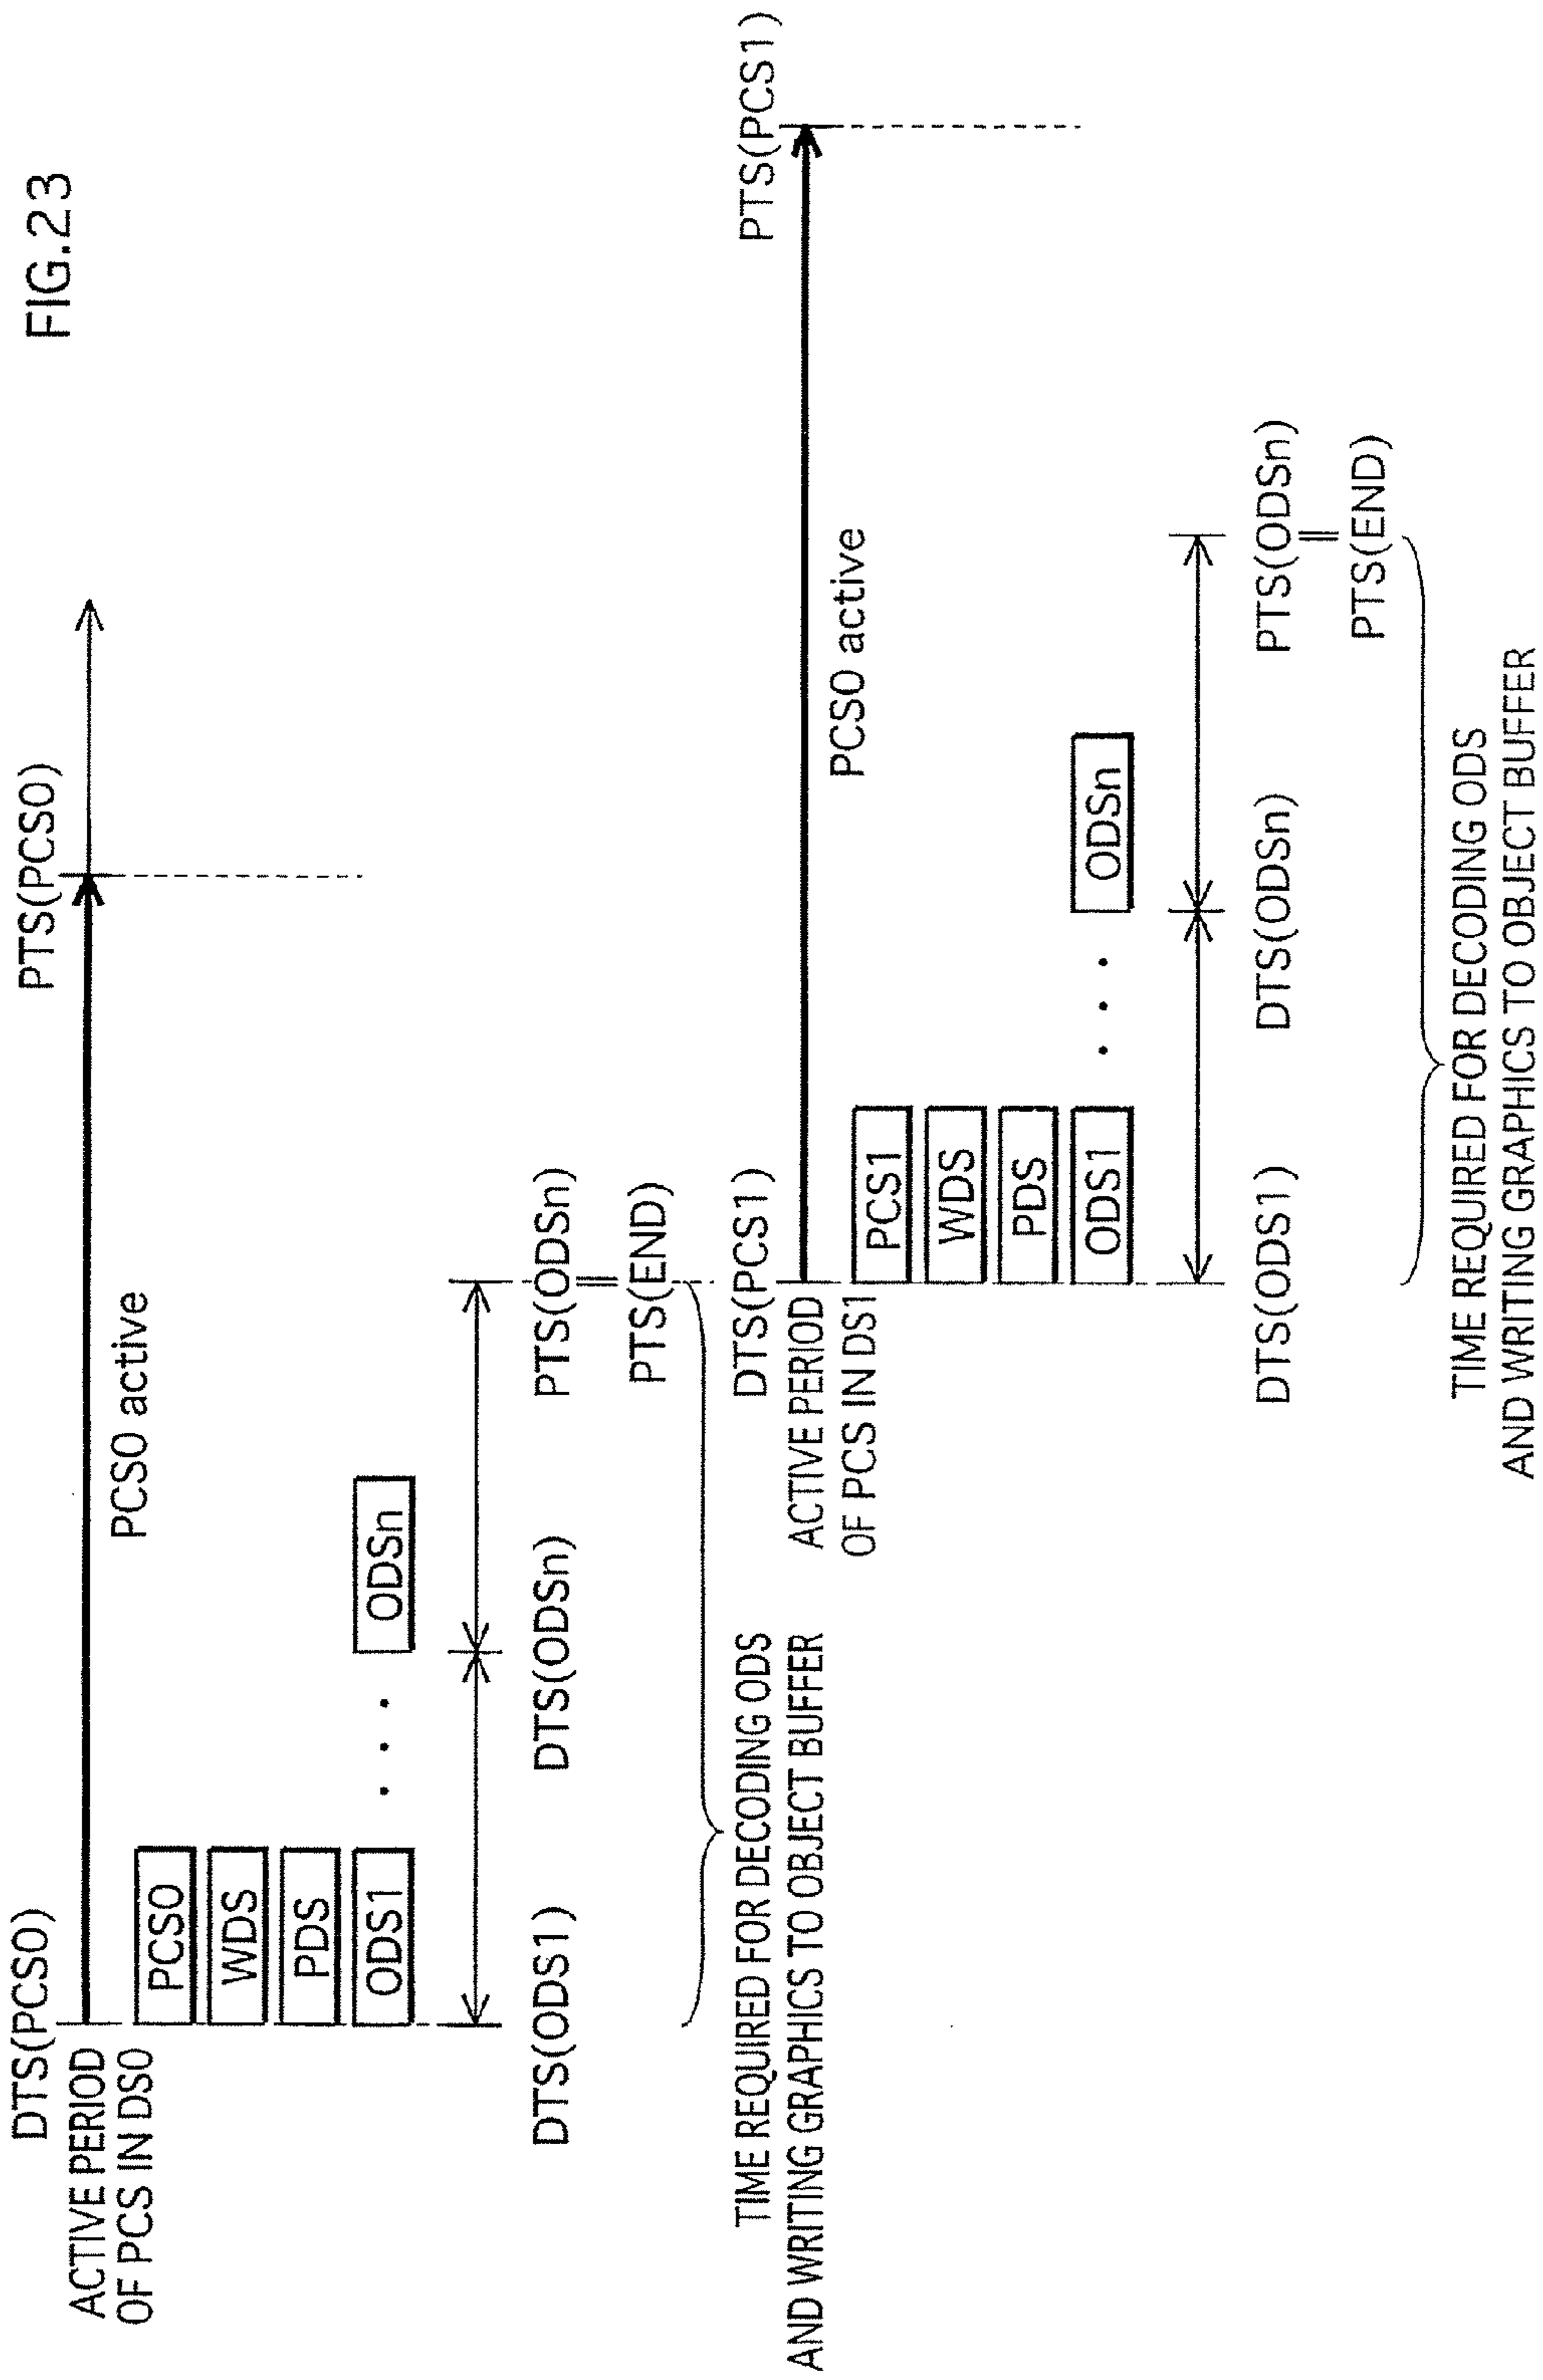 FIG.23
DTS(PCS0)
PTS(PCS0)
ACTIVE PERIOD
OF PCS IN DS0
PCS0 active
PCS0
WDS
PDS
ODS1
. . .
ODSn
DTS(ODS1)
DTS(ODSn)
PTS(ODSn)
=
PTS(END)
TIME REQUIRED FOR DECODING ODS
AND WRITING GRAPHICS TO OBJECT BUFFER
DTS(PCS1)
PTS(PCS1)
ACTIVE PERIOD
OF PCS IN DS1
PCS0 active
PCS1
WDS
PDS
ODS1
. . .
ODSn
DTS(ODS1)
DTS(ODSn)
PTS(ODSn)
=
PTS(END)
TIME REQUIRED FOR DECODING ODS
AND WRITING GRAPHICS TO OBJECT BUFFER